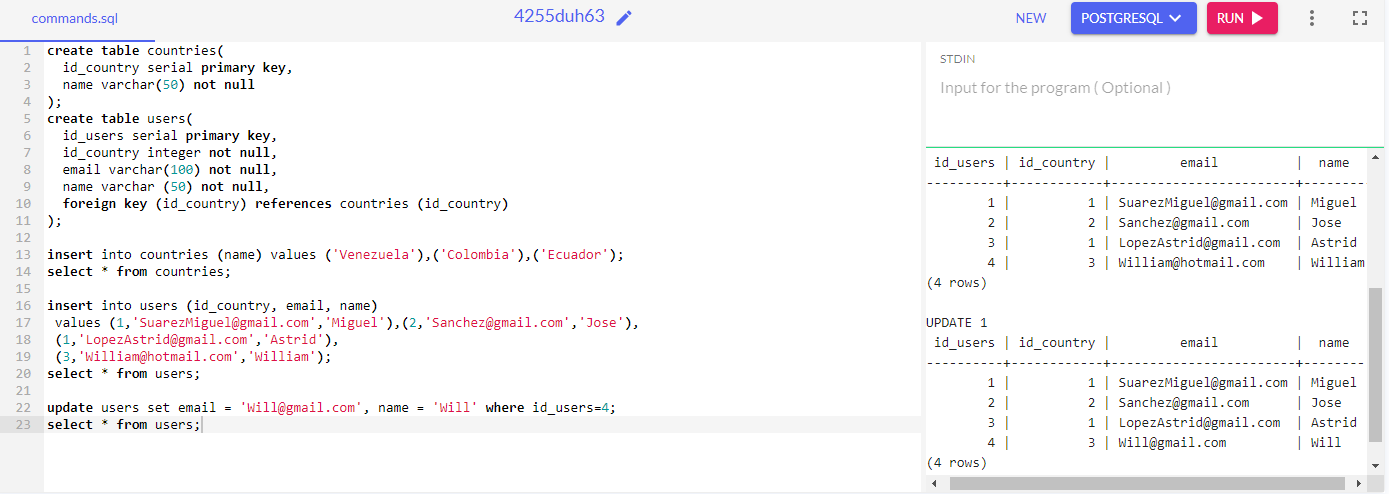 commands.sql
4255duh63
NEW
POSTGRESQL
RUN
1 create table countries(
2   id_country serial primary key,
3   name varchar(50) not null
4 );
5 create table users(
6   id_users serial primary key,
7   id_country integer not null,
8   email varchar(100) not null,
9   name varchar (50) not null,
10   foreign key (id_country) references countries (id_country)
11 );
12
13 insert into countries (name) values ('Venezuela'),('Colombia'),('Ecuador');
14 select * from countries;
15
16 insert into users (id_country, email, name)
17  values (1,'SuarezMiguel@gmail.com','Miguel'),(2,'Sanchez@gmail.com','Jose'),
18  (1,'LopezAstrid@gmail.com','Astrid'),
19  (3,'William@hotmail.com','William');
20 select * from users;
21
22 update users set email = 'Will@gmail.com', name = 'Will' where id_users=4;
23 select * from users;
STDIN
Input for the program ( Optional )
 id_users | id_country |         email          |  name
----------+------------+------------------------+--------
        1 |          1 | SuarezMiguel@gmail.com | Miguel
        2 |          2 | Sanchez@gmail.com      | Jose
        3 |          1 | LopezAstrid@gmail.com  | Astrid
        4 |          3 | William@hotmail.com    | William
(4 rows)

UPDATE 1
 id_users | id_country |         email          |  name
----------+------------+------------------------+--------
        1 |          1 | SuarezMiguel@gmail.com | Miguel
        2 |          2 | Sanchez@gmail.com      | Jose
        3 |          1 | LopezAstrid@gmail.com  | Astrid
        4 |          3 | Will@gmail.com         | Will
(4 rows)